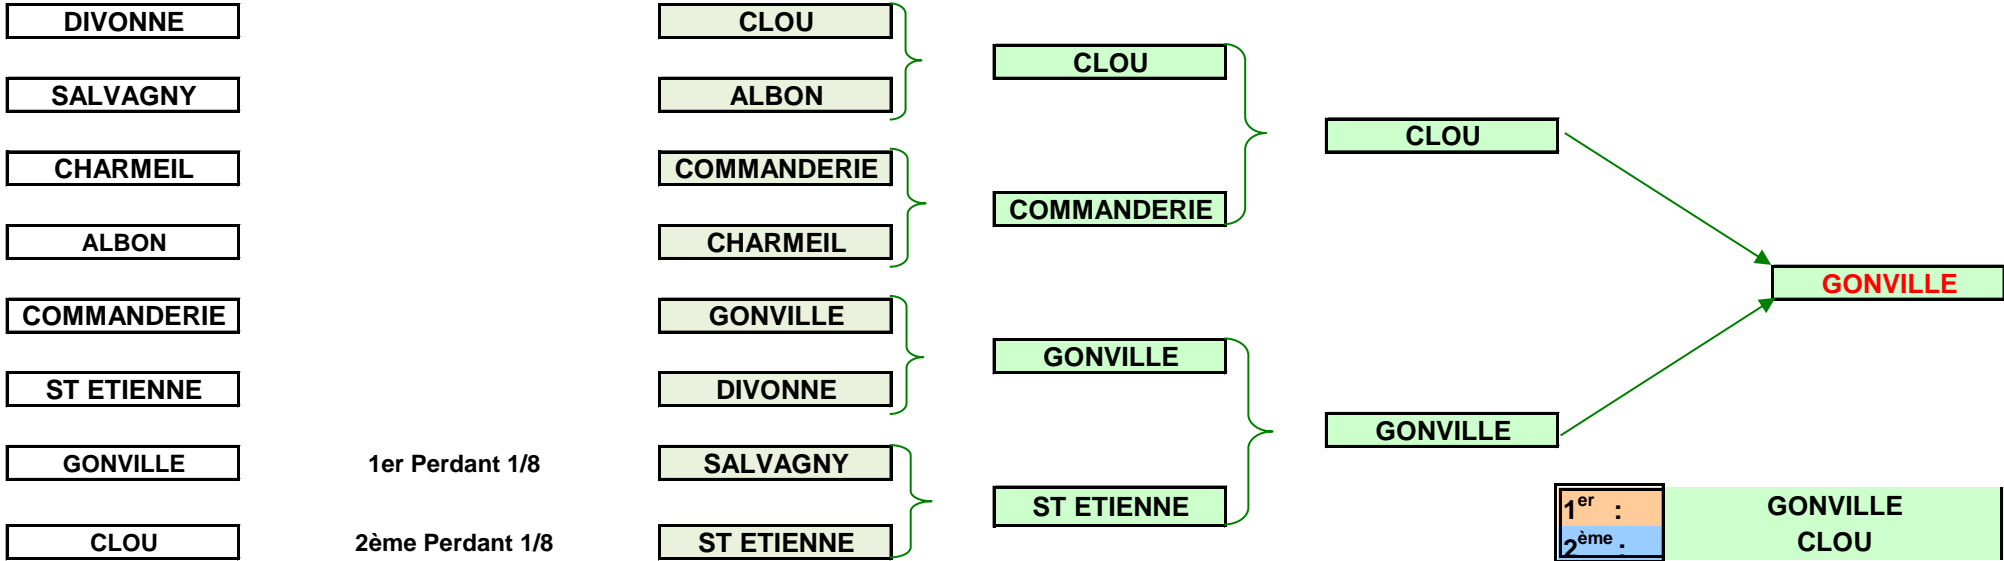 DIVONNE
SALVAGNY
CHARMEIL
ALBON
COMMANDERIE
ST ETIENNE
GONVILLE
CLOU
1er Perdant 1/8
2ème Perdant 1/8
CLOU
ALBON
COMMANDERIE
CHARMEIL
GONVILLE
DIVONNE
SALVAGNY
ST ETIENNE
CLOU
COMMANDERIE
GONVILLE
ST ETIENNE
CLOU
GONVILLE
GONVILLE
1er : GONVILLE
2ème : CLOU